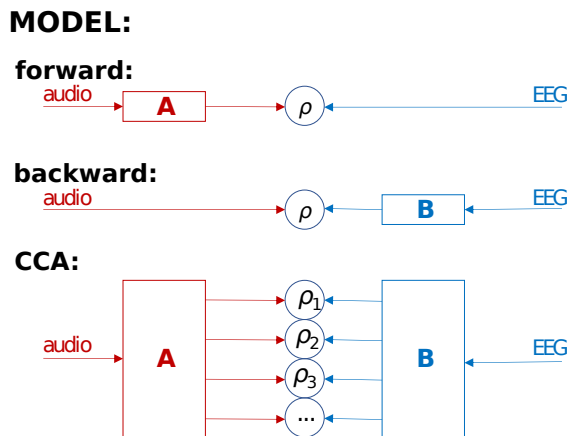 MODEL:
forward:
audio
A
ρ
EEG
backward:
audio
ρ
B
EEG
CCA:
audio
A
ρ1
ρ2
ρ3
...
B
EEG